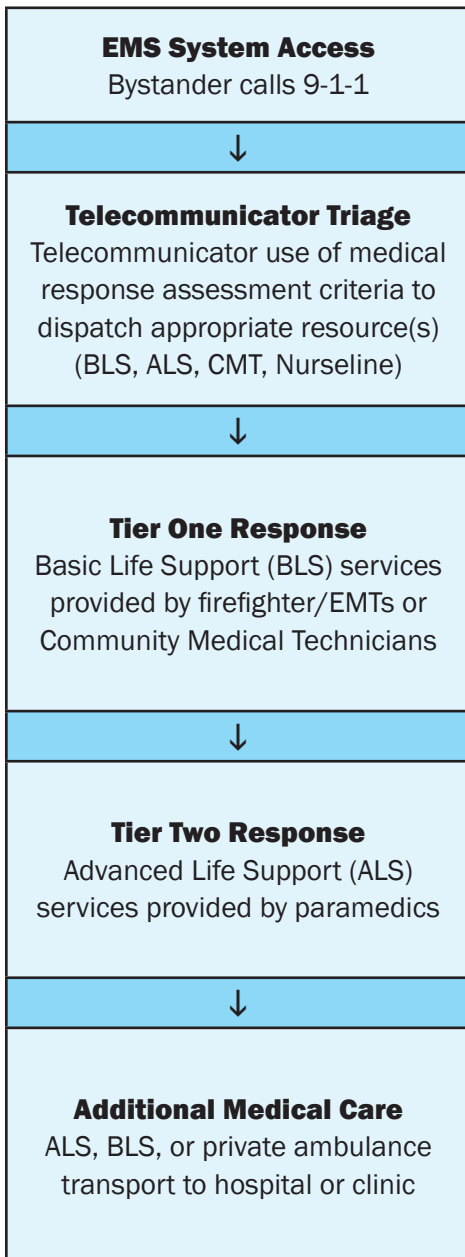 EMS System Access
Bystander calls 9-1-1
↓
Telecommunicator Triage
Telecommunicator use of medical
response assessment criteria to
dispatch appropriate resource(s)
(BLS, ALS, CMT, Nurseline)
↓
Tier One Response
Basic Life Support (BLS) services
provided by firefighter/EMTs or
Community Medical Technicians
↓
Tier Two Response
Advanced Life Support (ALS)
services provided by paramedics
↓
Additional Medical Care
ALS, BLS, or private ambulance
transport to hospital or clinic